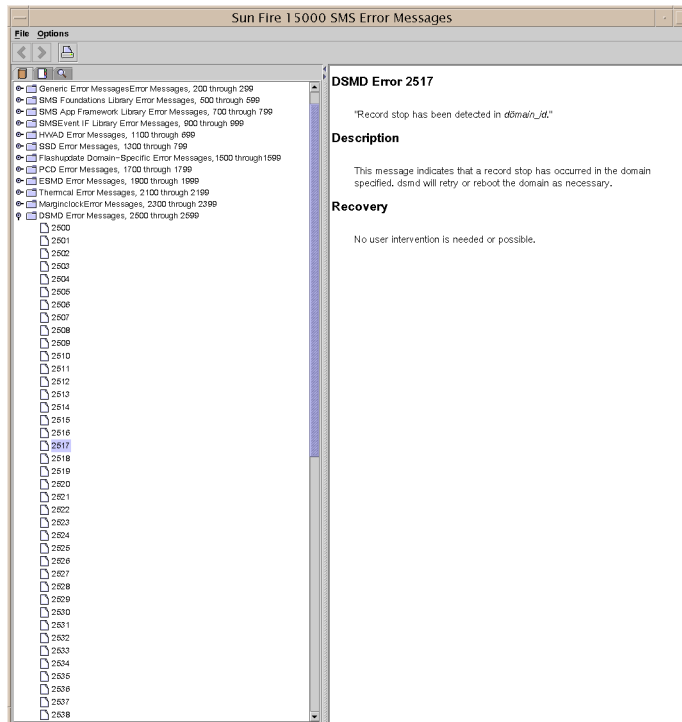 Sun Fire 15000 SMS Error Messages
File Options
Generic Error MessagesError Messages, 200 through 299
SMS Foundations Library Error Messages, 500 through 599
SMS App Framework Library Error Messages, 700 through 799
SMSEvent IF Library Error Messages, 900 through 999
HWAD Error Messages, 1100 through 699
SSD Error Messages, 1300 through 799
Flashupdate Domain-Specific Error Messages, 1500 through1599
PCD Error Messages, 1700 through 1799
ESMD Error Messages, 1900 through 1999
Thermcal Error Messages, 2100 through 2199
MarginclockError Messages, 2300 through 2399
DSMD Error Messages, 2500 through 2599
2500
2501
2502
2503
2504
2505
2506
2507
2508
2509
2510
2511
2512
2513
2514
2515
2516
2517
2518
2519
2520
2521
2522
2523
2524
2525
2526
2527
2528
2529
2530
2531
2532
2533
2534
2535
2536
2537
2538
DSMD Error 2517
"Record stop has been detected in domain_id."
Description
This message indicates that a record stop has occurred in the domain
specified. dsmd will retry or reboot the domain as necessary.
Recovery
No user intervention is needed or possible.